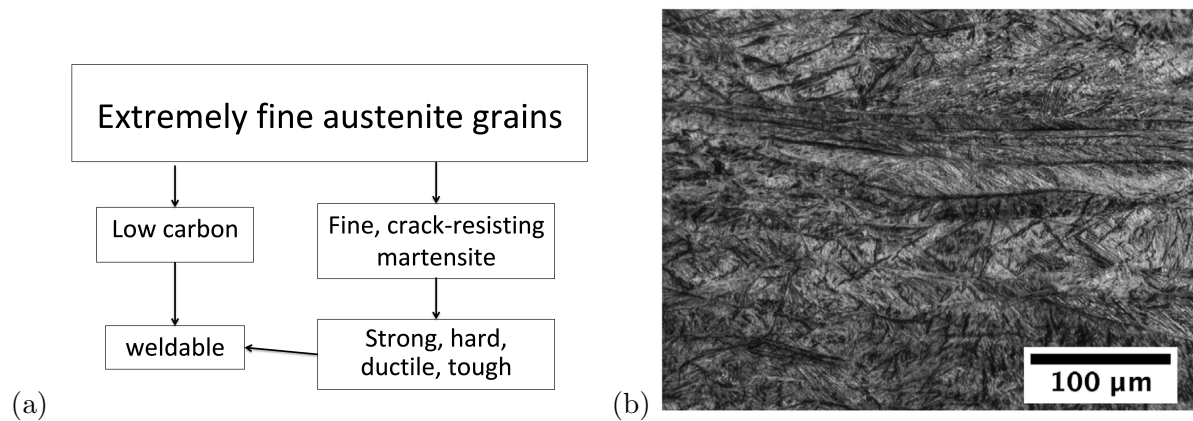 Extremely fine austenite grains
Low carbon
Fine, crack-resisting
martensite
weldable
Strong, hard,
ductile, tough
(a)
(b)
100 µm